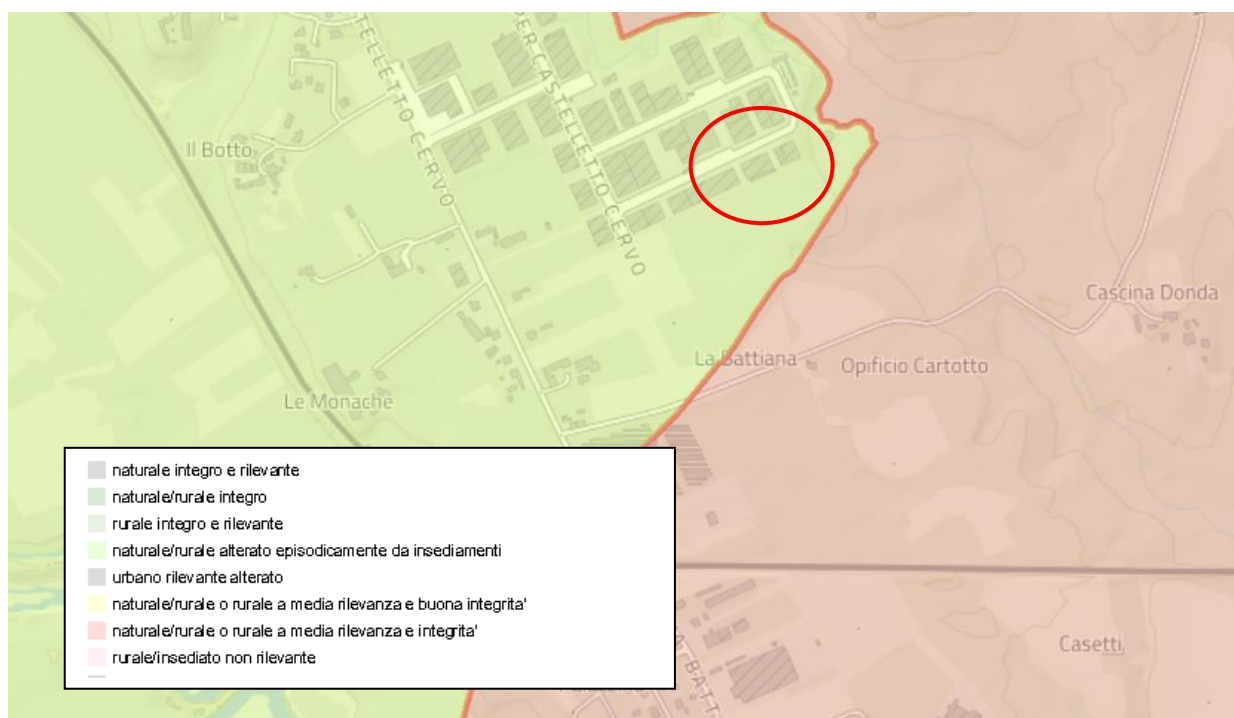 TELLETTO CERVO
PER CASTELLETTO CERVO
Il Botto
Cascina Donda
La Battiana
Opificio Cartotto
Le Monache
naturale integro e rilevante
naturale/rurale integro
rurale integro e rilevante
naturale/rurale alterato episodicamente da insediamenti
urbano rilevante alterato
naturale/rurale o rurale a media rilevanza e buona integrita'
naturale/rurale o rurale a media rilevanza e integrita'
rurale/insediato non rilevante
Casetti